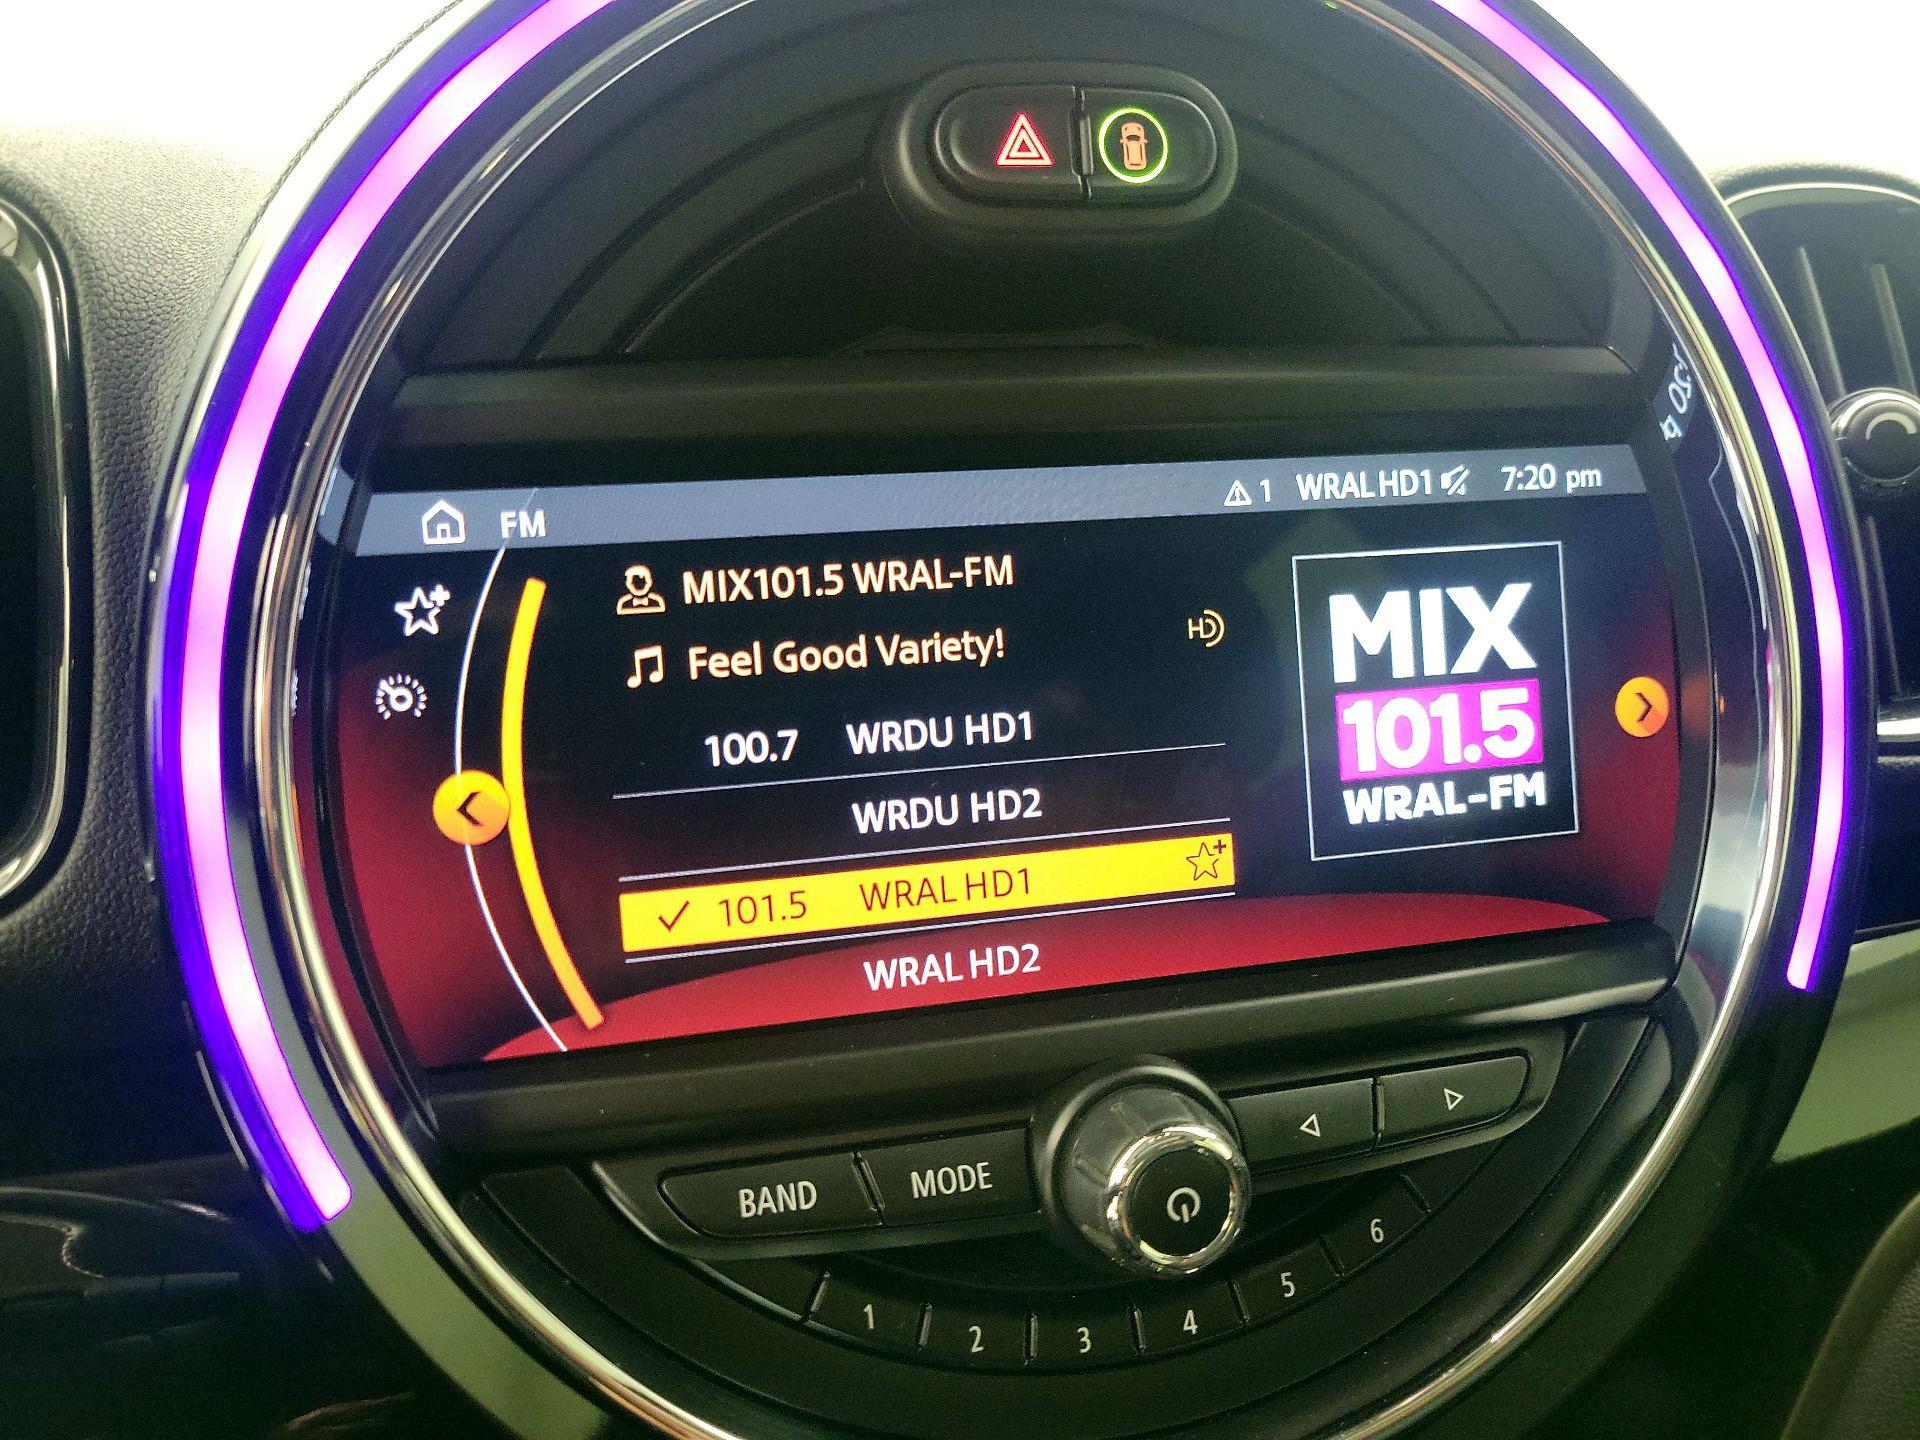 FM
1 WRAL HD1 7:20 pm
MIX101.5 WRAL-FM
Feel Good Variety!
HD
100.7 WRDU HD1
WRDU HD2
101.5 WRAL HD1
WRAL HD2
MIX
101.5
WRAL-FM
BAND
MODE
1
2
3
4
5
6